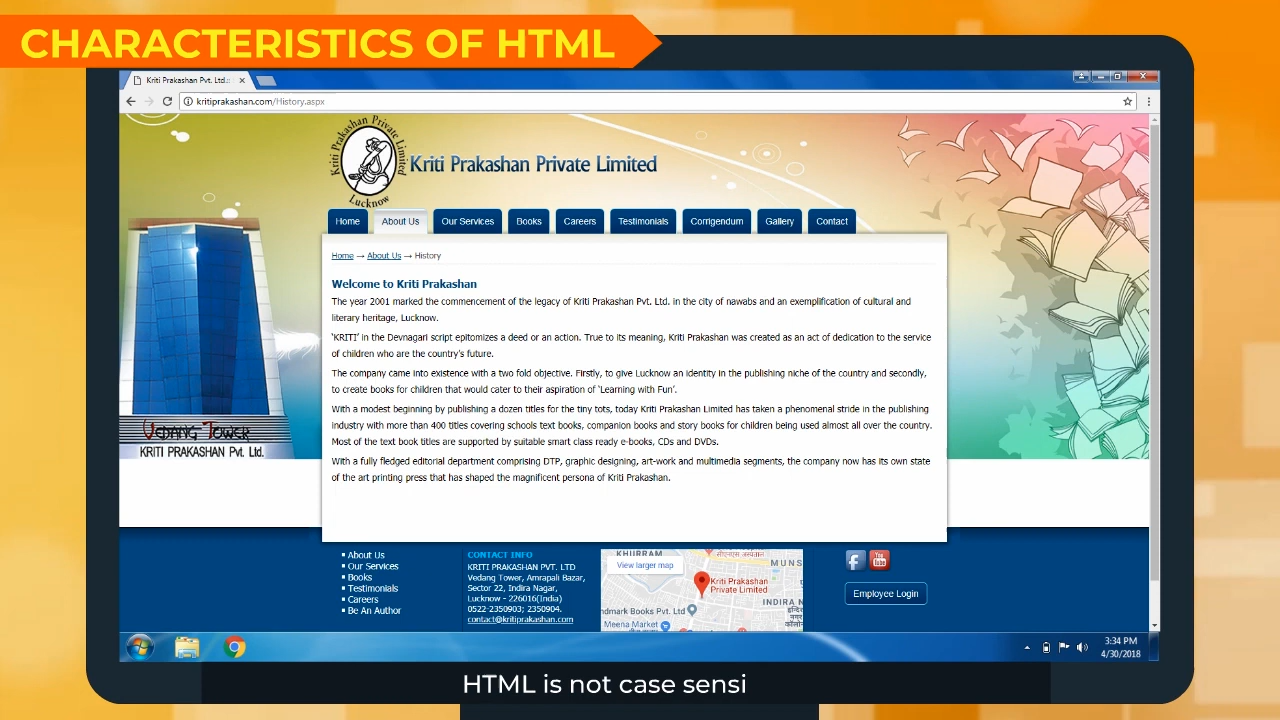 CHARACTERISTICS OF HTML
Kriti Prakashan Pvt. Ltd.::
kritiprakashan.com/History.aspx
Kriti Prakashan Private Limited
Lucknow
Kriti Prakashan Private Limited
Home About Us Our Services Books Careers Testimonials Corrigendum Gallery Contact
Home → About Us → History
Welcome to Kriti Prakashan
The year 2001 marked the commencement of the legacy of Kriti Prakashan Pvt. Ltd. in the city of nawabs and an exemplification of cultural and
literary heritage, Lucknow.
'KRITI' in the Devnagari script epitomizes a deed or an action. True to its meaning, Kriti Prakashan was created as an act of dedication to the service
of children who are the country's future.
The company came into existence with a two fold objective. Firstly, to give Lucknow an identity in the publishing niche of the country and secondly,
to create books for children that would cater to their aspiration of 'Learning with Fun'.
With a modest beginning by publishing a dozen titles for the tiny tots, today Kriti Prakashan Limited has taken a phenominal stride in the publishing
industry with more than 400 titles covering schools text books, companion books and story books for children being used almost all over the country.
Most of the text book titles are supported by suitable smart class ready e-books, CDs and DVDs.
With a fully fledged editorial department comprising DTP, graphic designing, art-work and multimedia segments, the company now has its own state
of the art printing press that has shaped the magnificent persona of Kriti Prakashan.
VEDANG TOWER
KRITI PRAKASHAN Pvt. Ltd.
About Us
Our Services
Books
Testimonials
Careers
Be An Author
CONTACT INFO
KRITI PRAKASHAN PVT. LTD
Vedang Tower, Amrapali Bazar,
Sector 22, Indira Nagar,
Lucknow - 226016(India)
0522-2350903; 2350904.
contact@kritiprakashan.com
KHURRAM
View larger map
MUNS
Kriti Prakashan
Private Limited
INDIRA N
ndmark Books Pvt. Ltd
Meena Market
f
You Tube
Employee Login
3:34 PM
4/30/2018
HTML is not case sensi